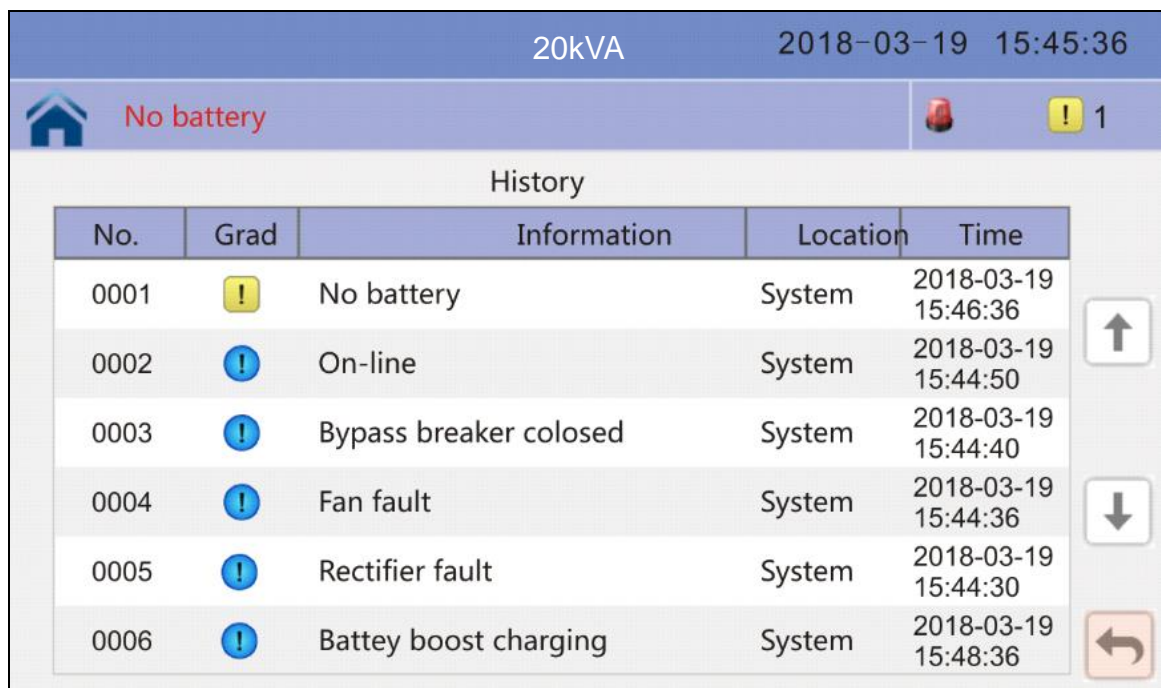 20kVA 2018-03-19 15:45:36
No battery ! 1
History
No. Grad Information Location Time
0001 ! No battery System 2018-03-19
15:46:36
0002 ! On-line System 2018-03-19
15:44:50
0003 ! Bypass breaker colosed System 2018-03-19
15:44:40
0004 ! Fan fault System 2018-03-19
15:44:36
0005 ! Rectifier fault System 2018-03-19
15:44:30
0006 ! Battey boost charging System 2018-03-19
15:48:36